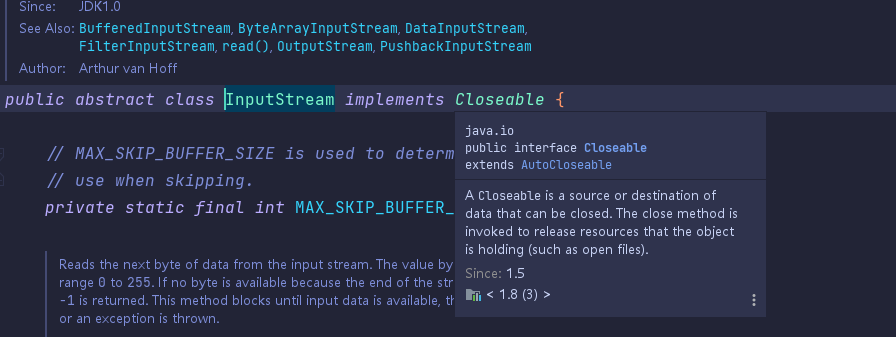 Since: JDK1.0
See Also: BufferedInputStream, ByteArrayInputStream, DataInputStream,
FilterInputStream, read(), OutputStream, PushbackInputStream
Author: Arthur van Hoff
public abstract class InputStream implements Closeable {
java.io
public interface Closeable
extends AutoCloseable
// MAX_SKIP_BUFFER_SIZE is used to determ
// use when skipping.
private static final int MAX_SKIP_BUFFER_
A Closeable is a source or destination of
data that can be closed. The close method is
invoked to release resources that the object
is holding (such as open files).
Since: 1.5
< 1.8 (3) >
Reads the next byte of data from the input stream. The value by
range 0 to 255. If no byte is available because the end of the str
-1 is returned. This method blocks until input data is available, th
or an exception is thrown.